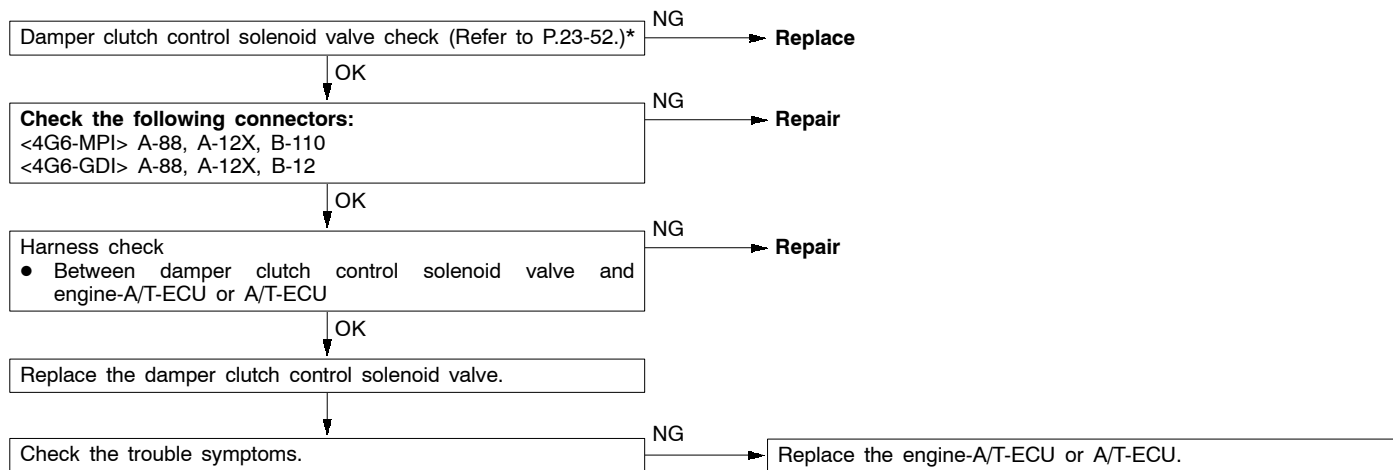 Damper clutch control solenoid valve check (Refer to P.23-52.)*
NG
Replace
OK
Check the following connectors:
<4G6-MPI> A-88, A-12X, B-110
<4G6-GDI> A-88, A-12X, B-12
NG
Repair
OK
Harness check
● Between damper clutch control solenoid valve and
engine-A/T-ECU or A/T-ECU
NG
Repair
OK
Replace the damper clutch control solenoid valve.
Check the trouble symptoms.
NG
Replace the engine-A/T-ECU or A/T-ECU.